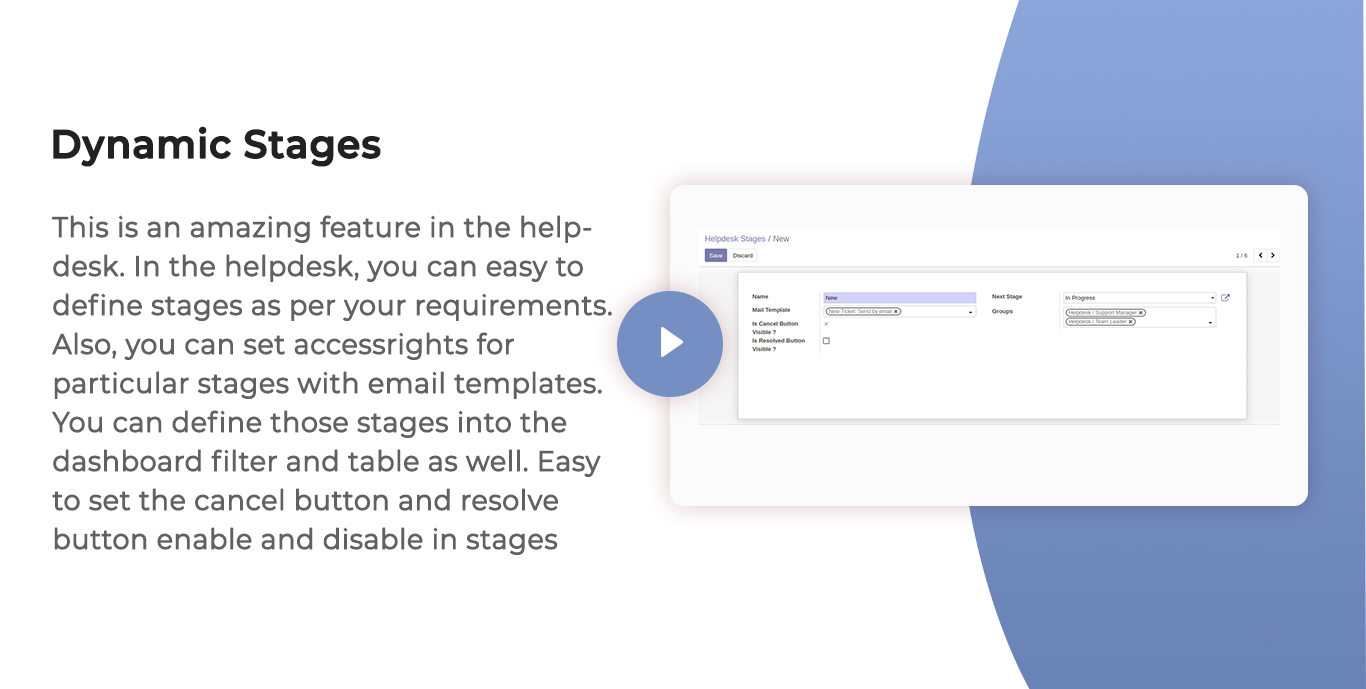 Dynamic Stages
This is an amazing feature in the help-
desk. In the helpdesk, you can easy to
define stages as per your requirements.
Also, you can set accessrights for
particular stages with email templates.
You can define those stages into the
dashboard filter and table as well. Easy
to set the cancel button and resolve
button enable and disable in stages
Helpdesk Stages / New
Save Discard
1 / 6
Name New
Mail Template New Ticket: Send by email ×
Is Cancel Button
Visible ?
Is Resolved Button
Visible ?
Next Stage In Progress
Groups Helpdesk / Support Manager ×
Helpdesk / Team Leader ×